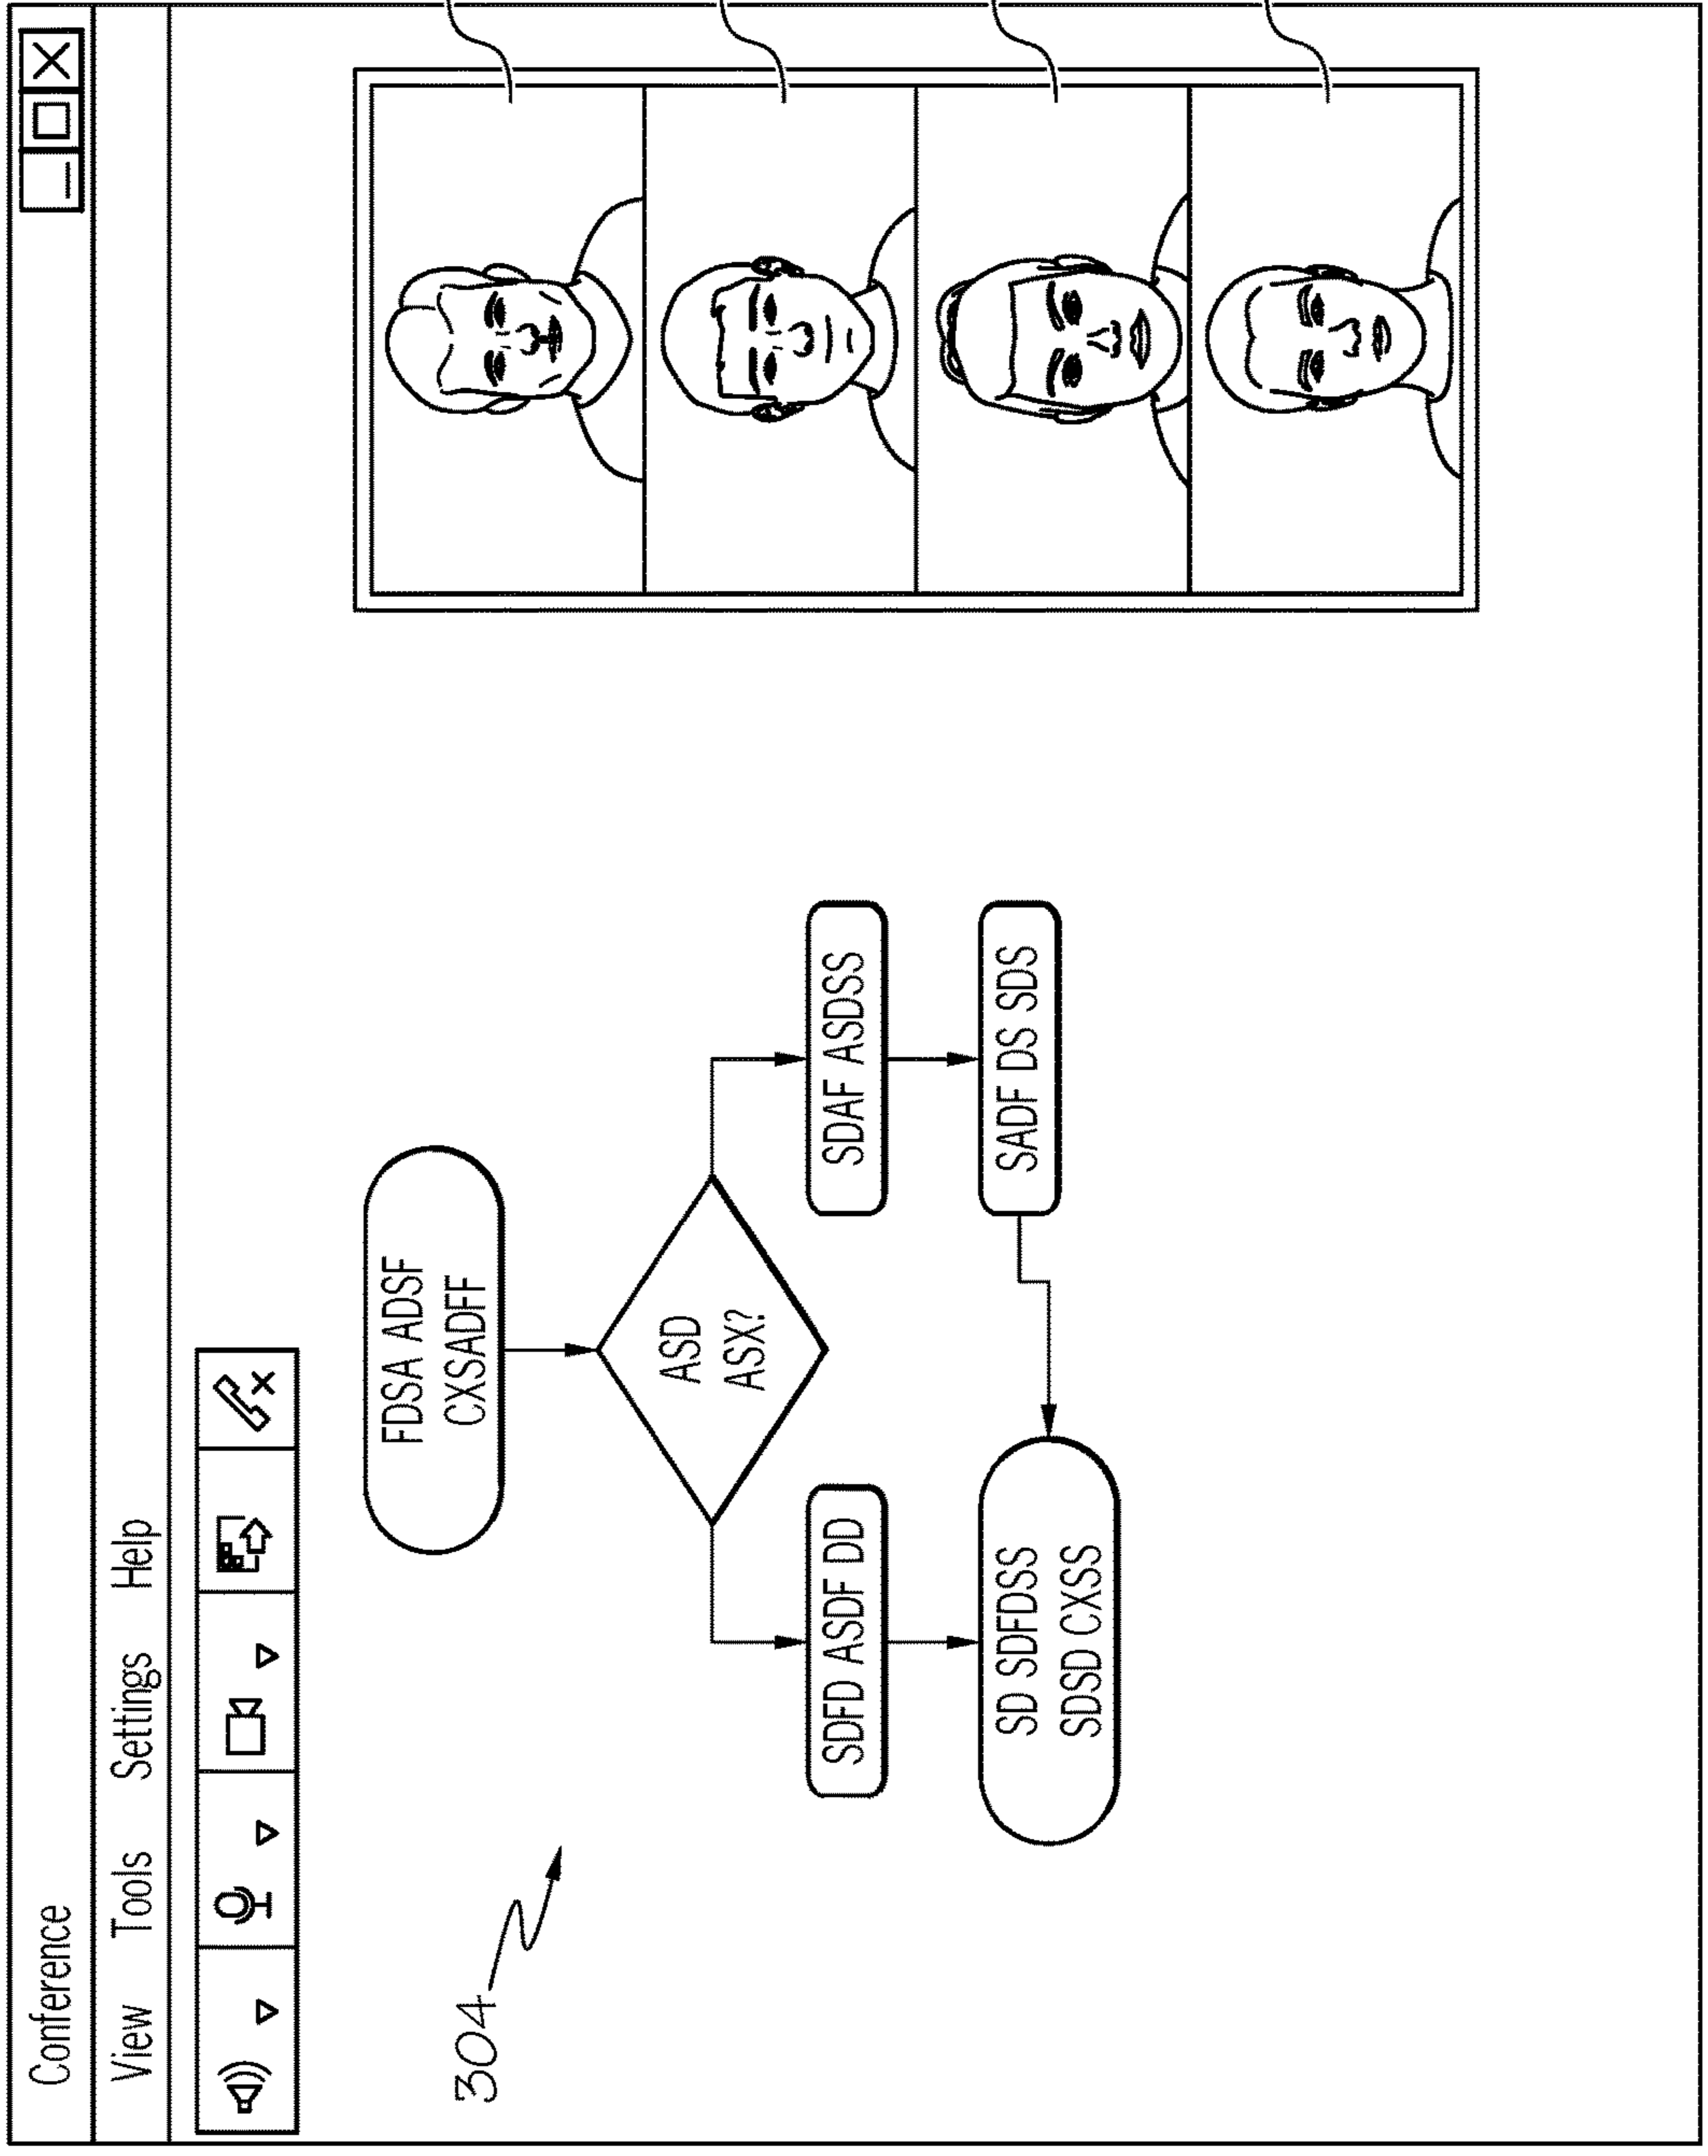 Conference
View Tools Settings Help
304
FDSA ADSF
CXSADFF
ASD
ASX?
SDFD ASDF DD
SDAF ASDSS
SD SDFDSS
SDSD CXSS
SADF DS SDS